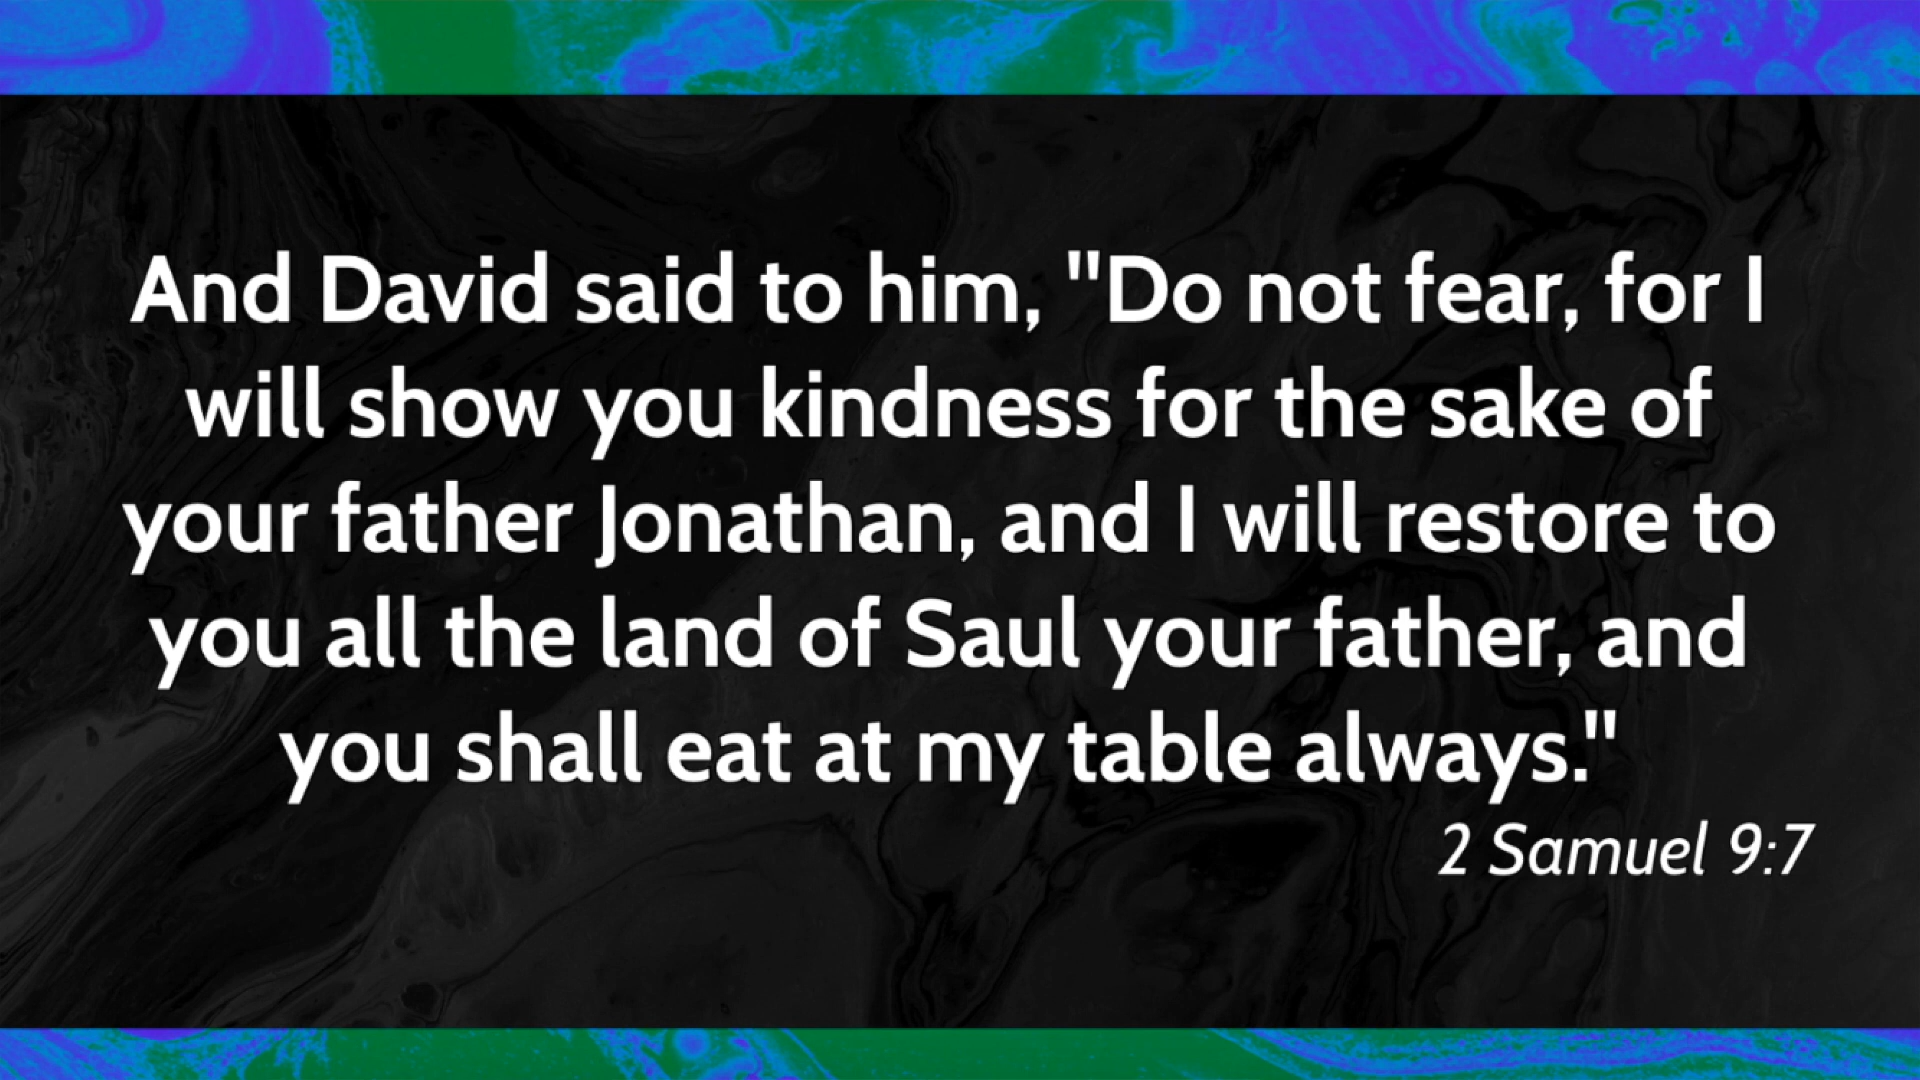 And David said to him, "Do not fear, for I
will show you kindness for the sake of
your father Jonathan, and I will restore to
you all the land of Saul your father, and
you shall eat at my table always."
2 Samuel 9:7